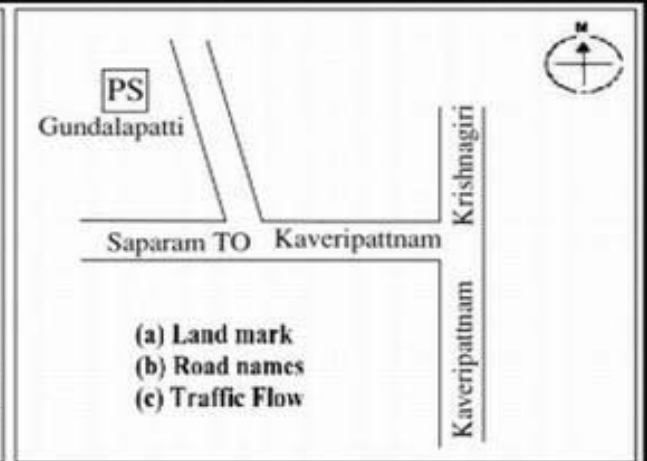 N
PS
Gundalapatti
Krishnagiri
Saparam TO Kaveripattnam
Kaveripattnam
(a) Land mark
(b) Road names
(c) Traffic Flow